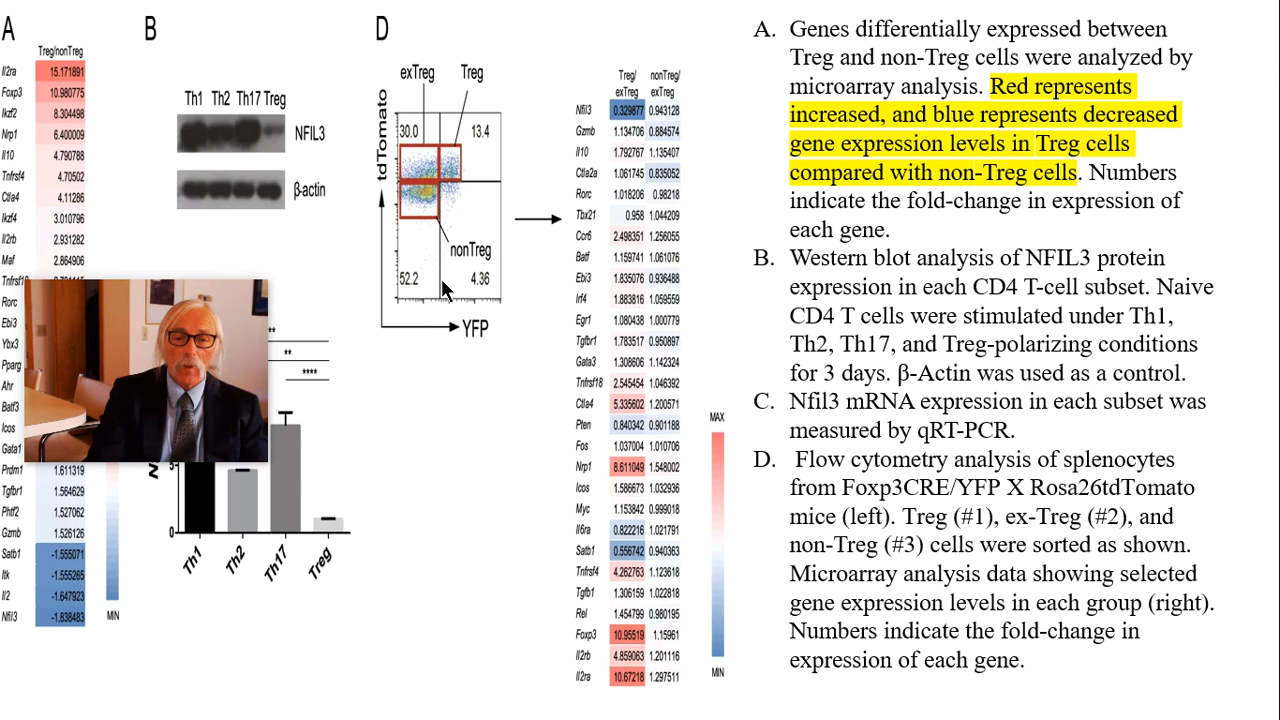 A
Treg/nonTreg
Il2ra 15.171891
Foxp3 10.980775
Ikzf2 8.304498
Nrp1 6.400009
Il10 4.790788
Tnfrsf4 4.70502
Ctla4 4.11286
Ikzf4 3.010796
Il2rb 2.931282
Maf 2.864906
Rorc
Ebi3
Ybx3
Pparg
Ahr
Batf3
Icos
Gata1
Prdm1 1.611319
Tgfbr1 1.564629
Phtf2 1.527062
Gzmb 1.526126
Satb1 -1.555071
Itk -1.555265
Il2 -1.647923
Nfil3 -1.838483
MIN
B
Th1 Th2 Th17 Treg
NFIL3
β-actin
**
**
****
5
0
Th1 Th2 Th17 Treg
D
exTreg Treg
tdTomato
30.0 13.4
nonTreg
52.2 4.36
YFP
Treg/ nonTreg/
exTreg exTreg
Nfil3 0.329877 0.943128
Gzmb 1.134706 0.884574
Il10 1.792767 1.135407
Ctla2a 1.061745 0.835052
Rorc 1.018206 0.98218
Tbx21 0.958 1.044209
Ccr6 2.498351 1.256055
Batf 1.159741 1.061076
Ebi3 1.835076 0.936488
Irf4 1.883816 1.059559
Egr1 1.080438 1.000779
Tgfbr1 1.783517 0.950897
Gata3 1.308606 1.142324
Tnfrsf18 2.545454 1.046392
Ctla4 5.335602 1.200571
Pten 0.840342 0.901188
Fos 1.037004 1.010706
Nrp1 8.611049 1.548002
Icos 1.586673 1.032936
Myc 1.153842 0.999018
Il6ra 0.822216 1.021791
Satb1 0.556742 0.940363
Tnfrsf4 4.262763 1.123618
Tgfb1 1.306159 1.022818
Rel 1.454799 0.980195
Foxp3 10.95519 1.15961
Il2rb 4.859063 1.201116
Il2ra 10.67218 1.297511
MAX
MIN
A. Genes differentially expressed between
Treg and non-Treg cells were analyzed by
microarray analysis. Red represents
increased, and blue represents decreased
gene expression levels in Treg cells
compared with non-Treg cells. Numbers
indicate the fold-change in expression of
each gene.
B. Western blot analysis of NFIL3 protein
expression in each CD4 T-cell subset. Naive
CD4 T cells were stimulated under Th1,
Th2, Th17, and Treg-polarizing conditions
for 3 days. β-Actin was used as a control.
C. Nfil3 mRNA expression in each subset was
measured by qRT-PCR.
D. Flow cytometry analysis of splenocytes
from Foxp3CRE/YFP X Rosa26tdTomato
mice (left). Treg (#1), ex-Treg (#2), and
non-Treg (#3) cells were sorted as shown.
Microarray analysis data showing selected
gene expression levels in each group (right).
Numbers indicate the fold-change in
expression of each gene.